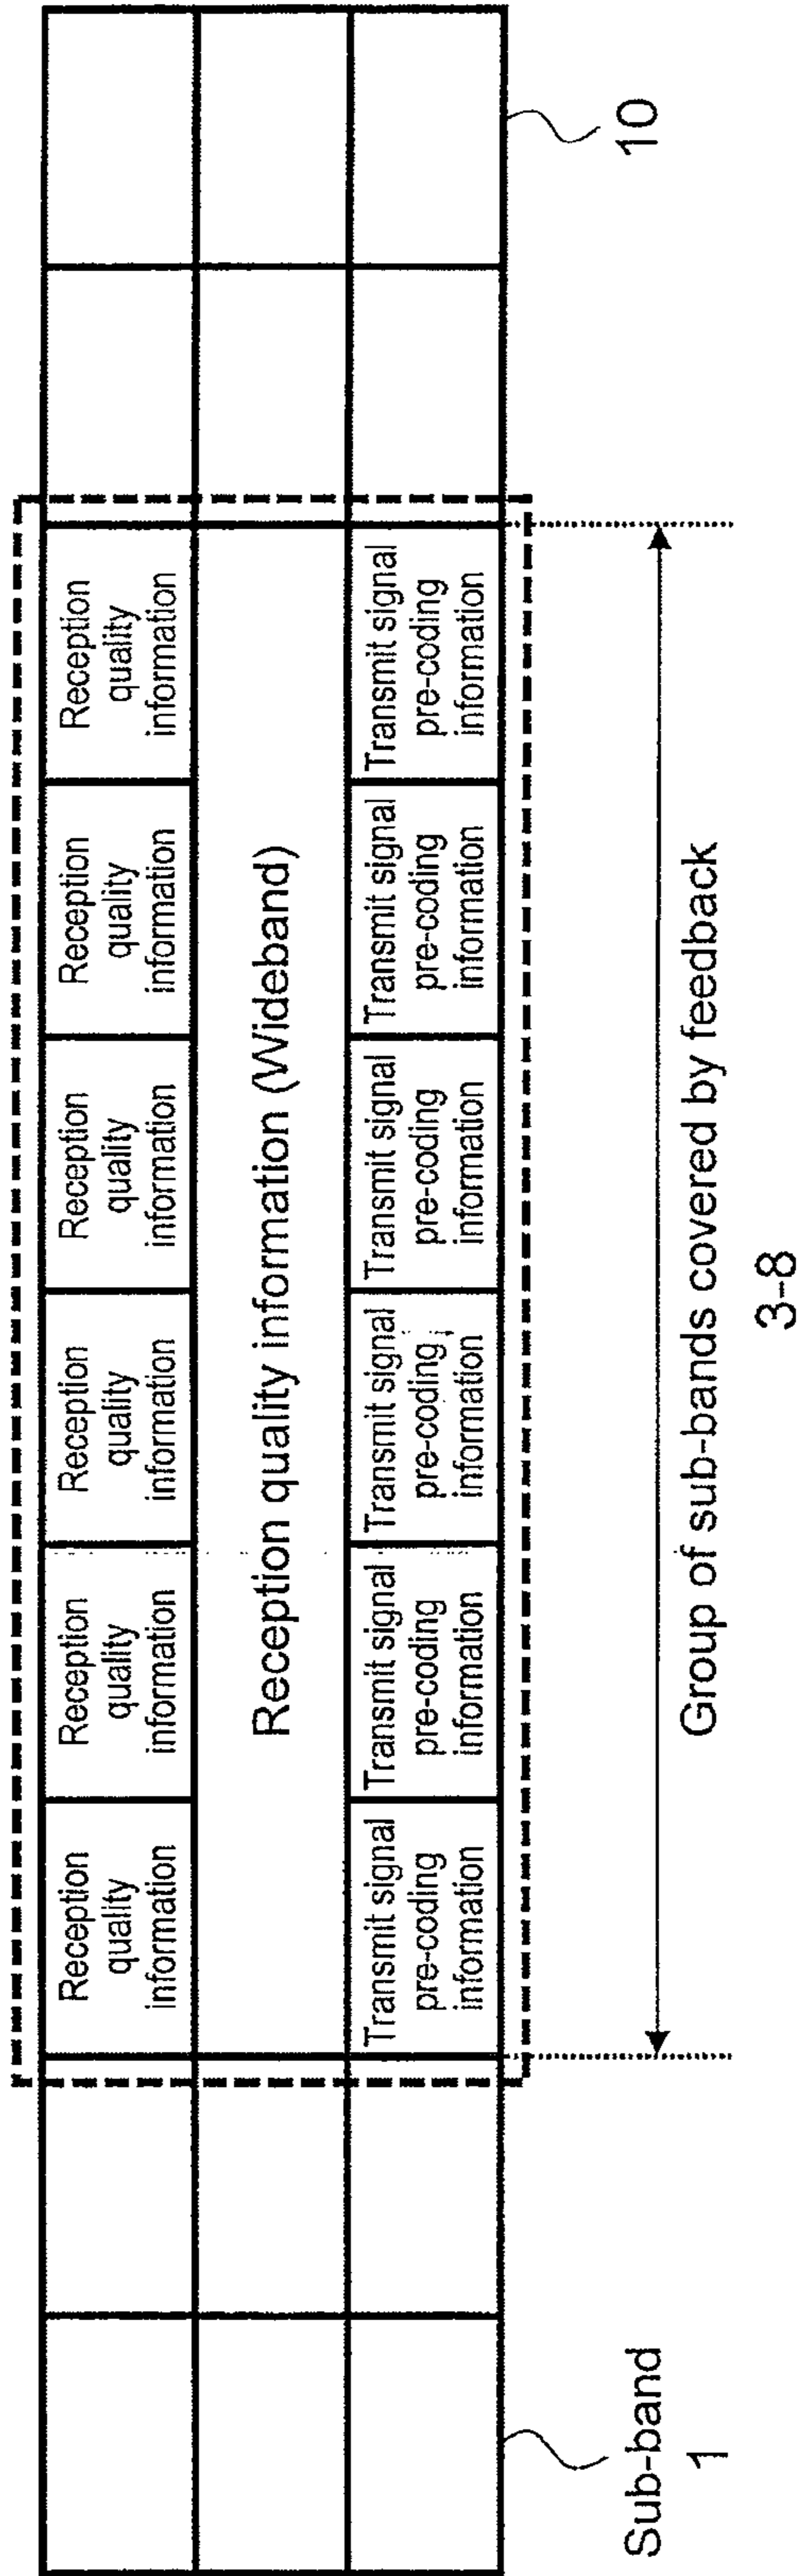 Reception
quality
information
Reception
quality
information
Reception
quality
information
Reception
quality
information
Reception
quality
information
Reception
quality
information
Reception quality information (Wideband)
Transmit signal
pre-coding
information
Transmit signal
pre-coding
information
Transmit signal
pre-coding
information
Transmit signal
pre-coding
information
Transmit signal
pre-coding
information
Transmit signal
pre-coding
information
Sub-band
1
10
Group of sub-bands covered by feedback
3-8